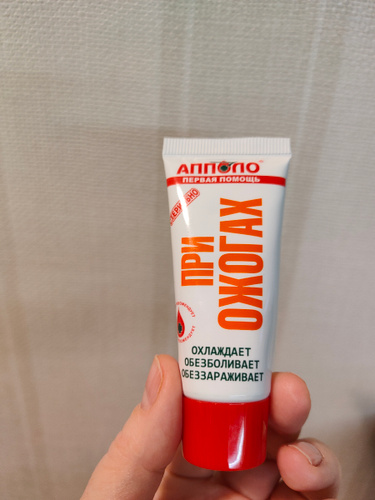 АППОЛО
ПЕРВАЯ ПОМОЩЬ
ПРИ
ОЖОГАХ
ОХЛАЖДАЕТ
ОБЕЗБОЛИВАЕТ
ОБЕЗЗАРАЖИВАЕТ